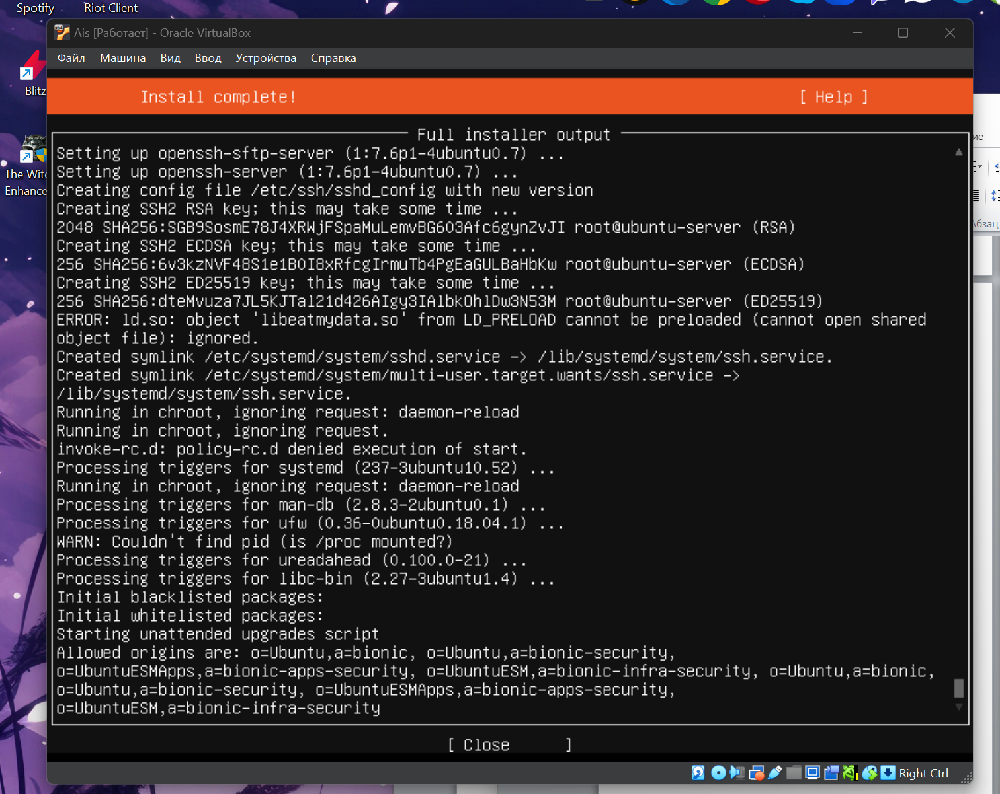 Spotify
Riot Client
Ais [Работает] - Oracle VirtualBox
Файл Машина Вид Ввод Устройства Справка
Blitz
The Witc
Enhance
ие
Абзац
Install complete! [ Help ]
Full installer output
Setting up openssh-sftp-server (1:7.6p1-4ubuntu0.7) ...
Setting up openssh-server (1:7.6p1-4ubuntu0.7) ...
Creating config file /etc/ssh/sshd_config with new version
Creating SSH2 RSA key; this may take some time ...
2048 SHA256:SGB9SosmE78J4XRWjFSpaMuLemvBG603Afc6gynZvJI root@ubuntu-server (RSA)
Creating SSH2 ECDSA key; this may take some time ...
256 SHA256:6v3kzNVF48S1e1B0I8xRfcgIrmuTb4PgEaGULBaHbKw root@ubuntu-server (ECDSA)
Creating SSH2 ED25519 key; this may take some time ...
256 SHA256:dteMvuza7JL5KJTal21d426AIgy3IAlbkOhlDw3N53M root@ubuntu-server (ED25519)
ERROR: ld.so: object 'libeatmydata.so' from LD_PRELOAD cannot be preloaded (cannot open shared
object file): ignored.
Created symlink /etc/systemd/system/sshd.service -> /lib/systemd/system/ssh.service.
Created symlink /etc/systemd/system/multi-user.target.wants/ssh.service ->
/lib/systemd/system/ssh.service.
Running in chroot, ignoring request: daemon-reload
Running in chroot, ignoring request.
invoke-rc.d: policy-rc.d denied execution of start.
Processing triggers for systemd (237-3ubuntu10.52) ...
Running in chroot, ignoring request: daemon-reload
Processing triggers for man-db (2.8.3-2ubuntu0.1) ...
Processing triggers for ufw (0.36-0ubuntu0.18.04.1) ...
WARN: Couldn't find pid (is /proc mounted?)
Processing triggers for ureadahead (0.100.0-21) ...
Processing triggers for libc-bin (2.27-3ubuntu1.4) ...
Initial blacklisted packages:
Initial whitelisted packages:
Starting unattended upgrades script
Allowed origins are: o=Ubuntu,a=bionic, o=Ubuntu,a=bionic-security,
o=UbuntuESMApps,a=bionic-apps-security, o=UbuntuESM,a=bionic-infra-security, o=Ubuntu,a=bionic,
o=Ubuntu,a=bionic-security, o=UbuntuESMApps,a=bionic-apps-security,
o=UbuntuESM,a=bionic-infra-security
[ Close ]
Right Ctrl